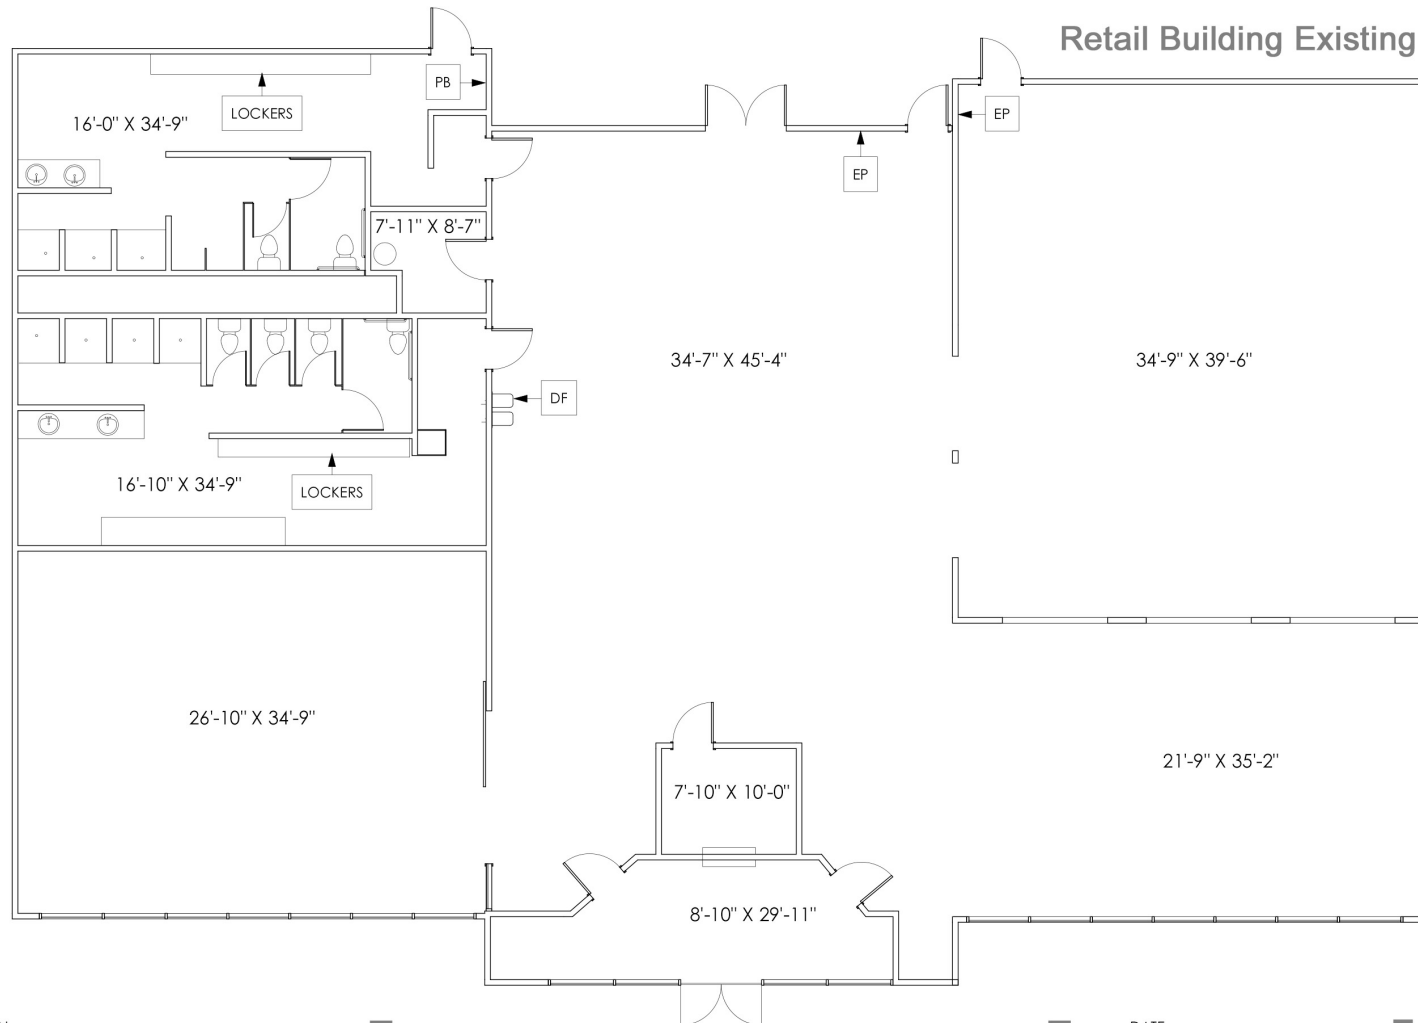 Retail Building Existing
PB
LOCKERS
EP
16'-0" X 34'-9"
EP
7'-11" X 8'-7"
34'-7" X 45'-4"
34'-9" X 39'-6"
DF
16'-10" X 34'-9"
LOCKERS
26'-10" X 34'-9"
21'-9" X 35'-2"
7'-10" X 10'-0"
8'-10" X 29'-11"